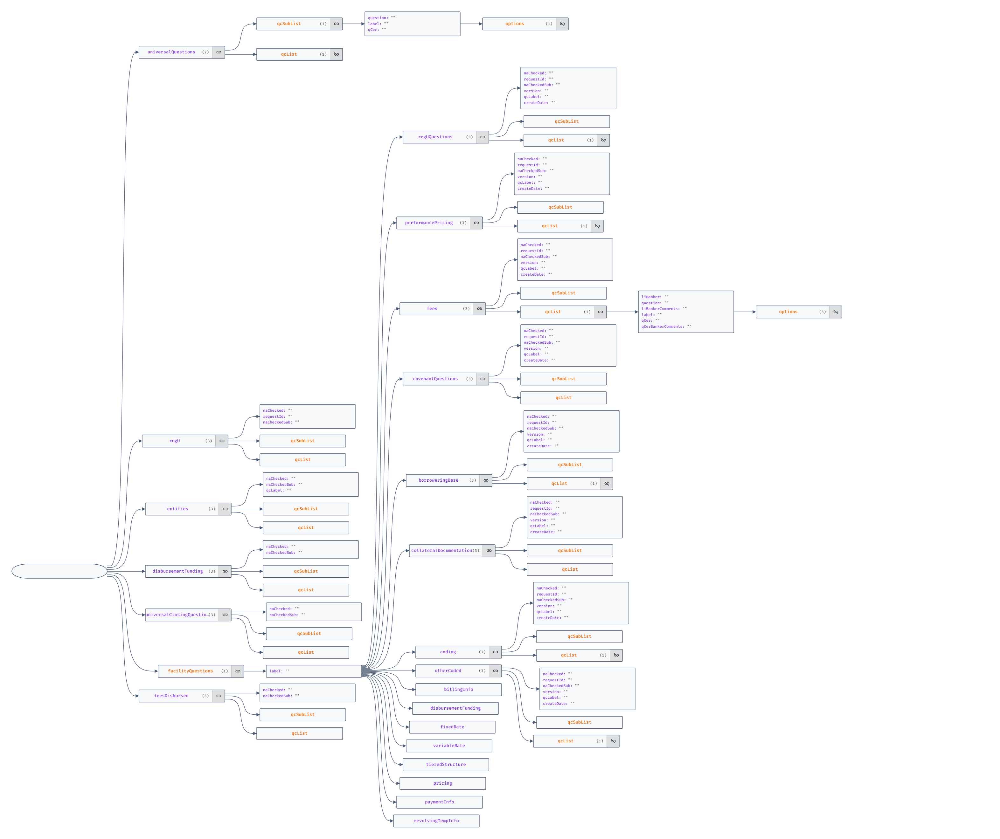 qcSubList (1)
question: ""
label: ""
qCer: ""
options (1)
universalQuestions (2)
qcList (1)
naChecked: ""
requestId: ""
naCheckedSub: ""
version: ""
qcLabel: ""
createDate: ""
qcSubList
regUQuestions (3)
qcList (1)
naChecked: ""
requestId: ""
naCheckedSub: ""
version: ""
qcLabel: ""
createDate: ""
qcSubList
performancePricing (3)
qcList (1)
naChecked: ""
requestId: ""
naCheckedSub: ""
version: ""
qcLabel: ""
createDate: ""
qcSubList
fees (3)
qcList (1)
liBanker: ""
question: ""
liBankerComments: ""
label: ""
qCer: ""
qCerBankerComments: ""
options (3)
naChecked: ""
requestId: ""
naCheckedSub: ""
version: ""
qcLabel: ""
createDate: ""
covenantQuestions (3)
qcSubList
qcList
naChecked: ""
requestId: ""
naCheckedSub: ""
regU (3)
qcSubList
qcList
naChecked: ""
requestId: ""
naCheckedSub: ""
version: ""
qcLabel: ""
createDate: ""
qcSubList
borroweringBase (3)
qcList (1)
naChecked: ""
naCheckedSub: ""
qcLabel: ""
entities (3)
qcSubList
qcList
naChecked: ""
requestId: ""
naCheckedSub: ""
version: ""
qcLabel: ""
createDate: ""
collateralDocumentation(3)
qcSubList
qcList
naChecked: ""
naCheckedSub: ""
disbursementFunding (3)
qcSubList
qcList
naChecked: ""
requestId: ""
naCheckedSub: ""
version: ""
qcLabel: ""
createDate: ""
qcSubList
coding (3)
qcList (1)
naChecked: ""
naCheckedSub: ""
universalClosingQuestio…(3)
qcSubList
qcList
facilityQuestions (1)
label: ""
otherCoded (3)
naChecked: ""
requestId: ""
naCheckedSub: ""
version: ""
qcLabel: ""
createDate: ""
qcSubList
qcList (1)
billingInfo
disbursementFunding
fixedRate
variableRate
tieredStructure
pricing
paymentInfo
revolvingTempInfo
naChecked: ""
naCheckedSub: ""
feesDisbursed (3)
qcSubList
qcList